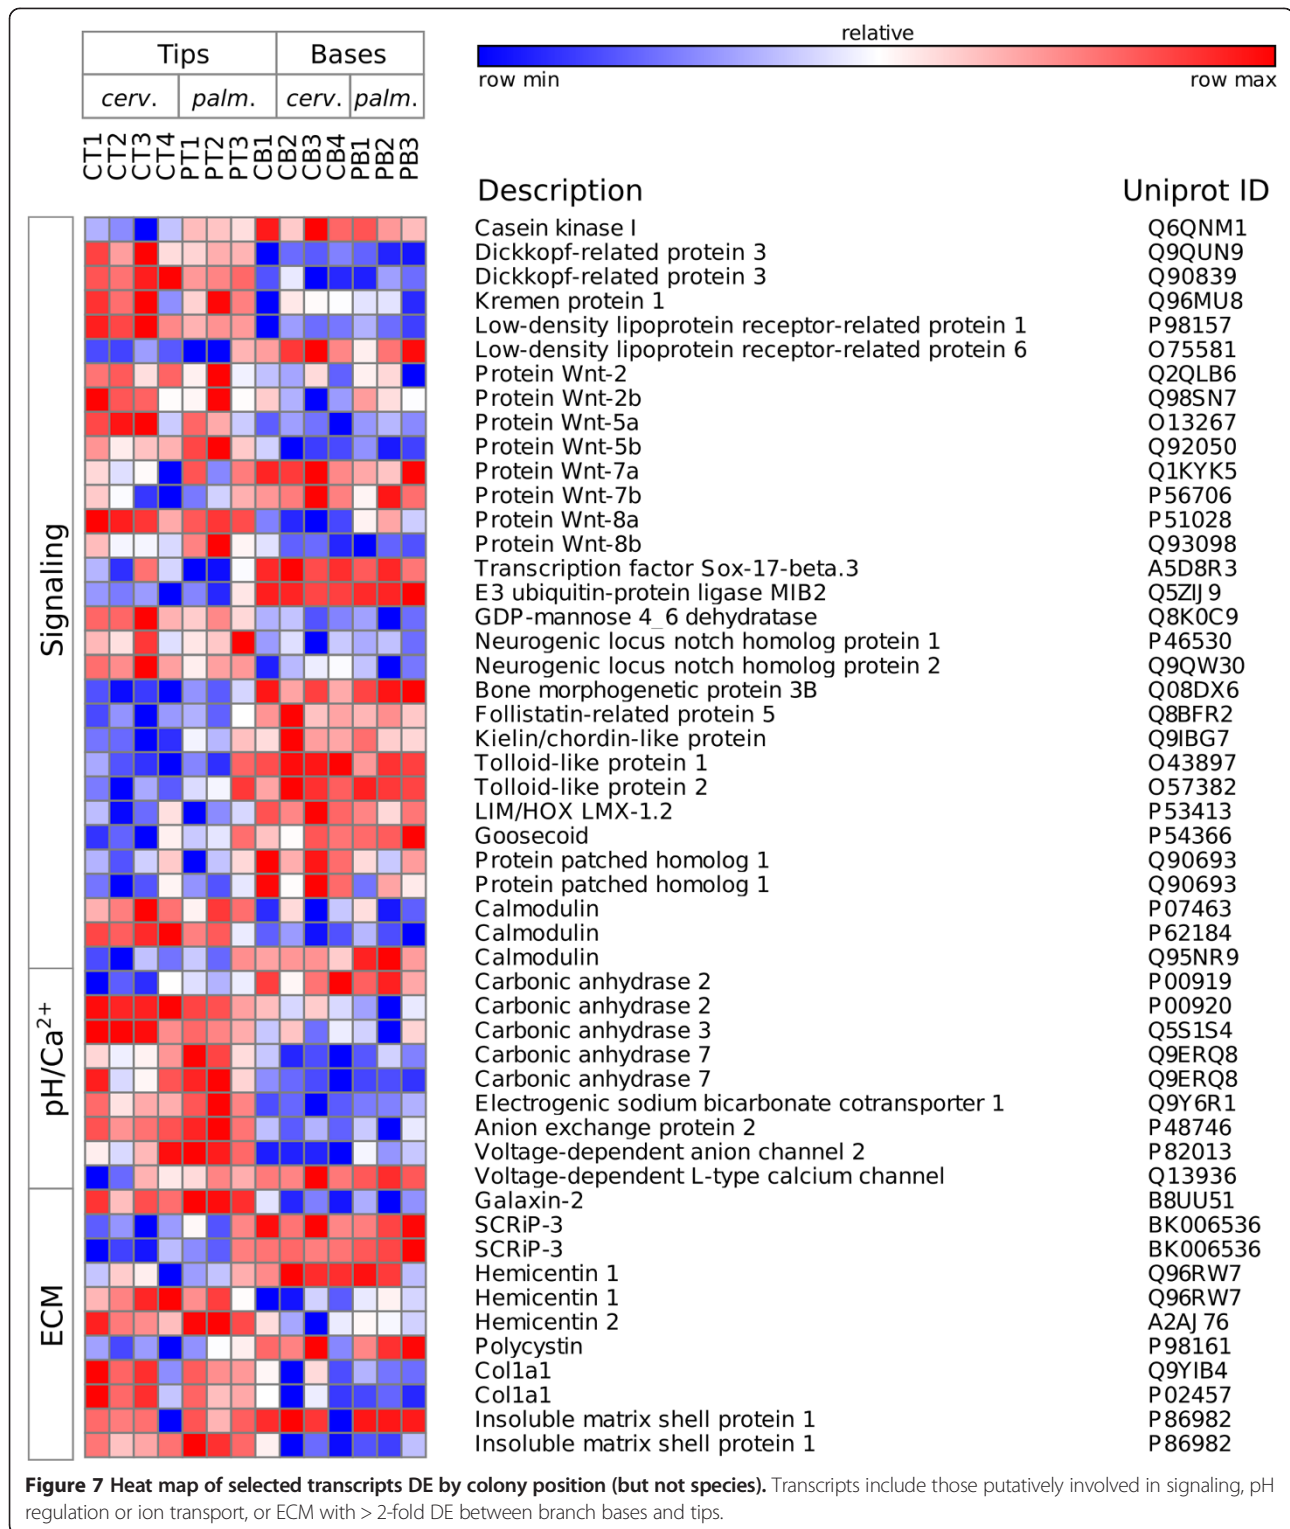 Tips Bases
cerv. palm. cerv. palm.
CT1 CT2 CT3 CT4 PT1 PT2 PT3 CB1 CB2 CB3 CB4 PB1 PB2 PB3
relative
row min row max
Description Uniprot ID
Signaling
Casein kinase I Q6QNM1
Dickkopf-related protein 3 Q9QUN9
Dickkopf-related protein 3 Q90839
Kremen protein 1 Q96MU8
Low-density lipoprotein receptor-related protein 1 P98157
Low-density lipoprotein receptor-related protein 6 O75581
Protein Wnt-2 Q2QLB6
Protein Wnt-2b Q98SN7
Protein Wnt-5a O13267
Protein Wnt-5b Q92050
Protein Wnt-7a Q1KYK5
Protein Wnt-7b P56706
Protein Wnt-8a P51028
Protein Wnt-8b Q93098
Transcription factor Sox-17-beta.3 A5D8R3
E3 ubiquitin-protein ligase MIB2 Q5ZIJ9
GDP-mannose 4_6 dehydratase Q8K0C9
Neurogenic locus notch homolog protein 1 P46530
Neurogenic locus notch homolog protein 2 Q9QW30
Bone morphogenetic protein 3B Q08DX6
Follistatin-related protein 5 Q8BFR2
Kielin/chordin-like protein Q9IBG7
Tolloid-like protein 1 O43897
Tolloid-like protein 2 O57382
LIM/HOX LMX-1.2 P53413
Goosecoid P54366
Protein patched homolog 1 Q90693
Protein patched homolog 1 Q90693
Calmodulin P07463
Calmodulin P62184
Calmodulin Q95NR9
pH/Ca²⁺
Carbonic anhydrase 2 P00919
Carbonic anhydrase 2 P00920
Carbonic anhydrase 3 Q5S1S4
Carbonic anhydrase 7 Q9ERQ8
Carbonic anhydrase 7 Q9ERQ8
Electrogenic sodium bicarbonate cotransporter 1 Q9Y6R1
Anion exchange protein 2 P48746
Voltage-dependent anion channel 2 P82013
Voltage-dependent L-type calcium channel Q13936
ECM
Galaxin-2 B8UU51
SCRiP-3 BK006536
SCRiP-3 BK006536
Hemicentin 1 Q96RW7
Hemicentin 1 Q96RW7
Hemicentin 2 A2AJ76
Polycystin P98161
Col1a1 Q9YIB4
Col1a1 P02457
Insoluble matrix shell protein 1 P86982
Insoluble matrix shell protein 1 P86982
Figure 7 Heat map of selected transcripts DE by colony position (but not species). Transcripts include those putatively involved in signaling, pH
regulation or ion transport, or ECM with > 2-fold DE between branch bases and tips.